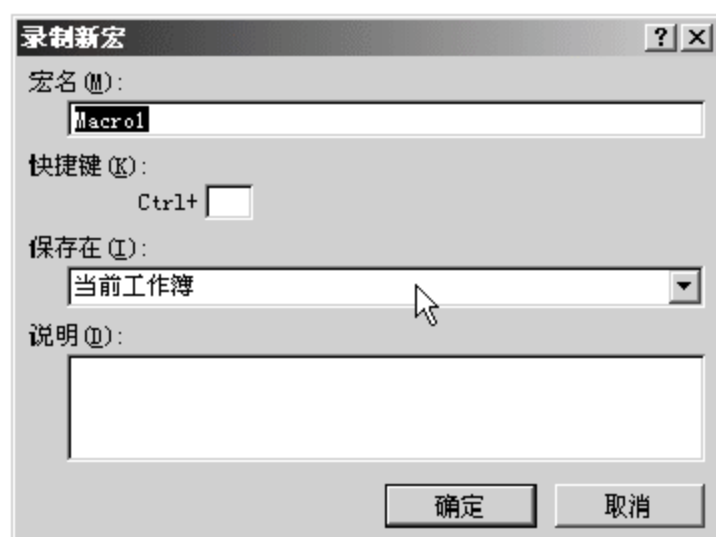 录制新宏
宏名(M):
Macro1
快捷键(K):
Ctrl+
保存在(I):
当前工作簿
说明(D):
确定 取消